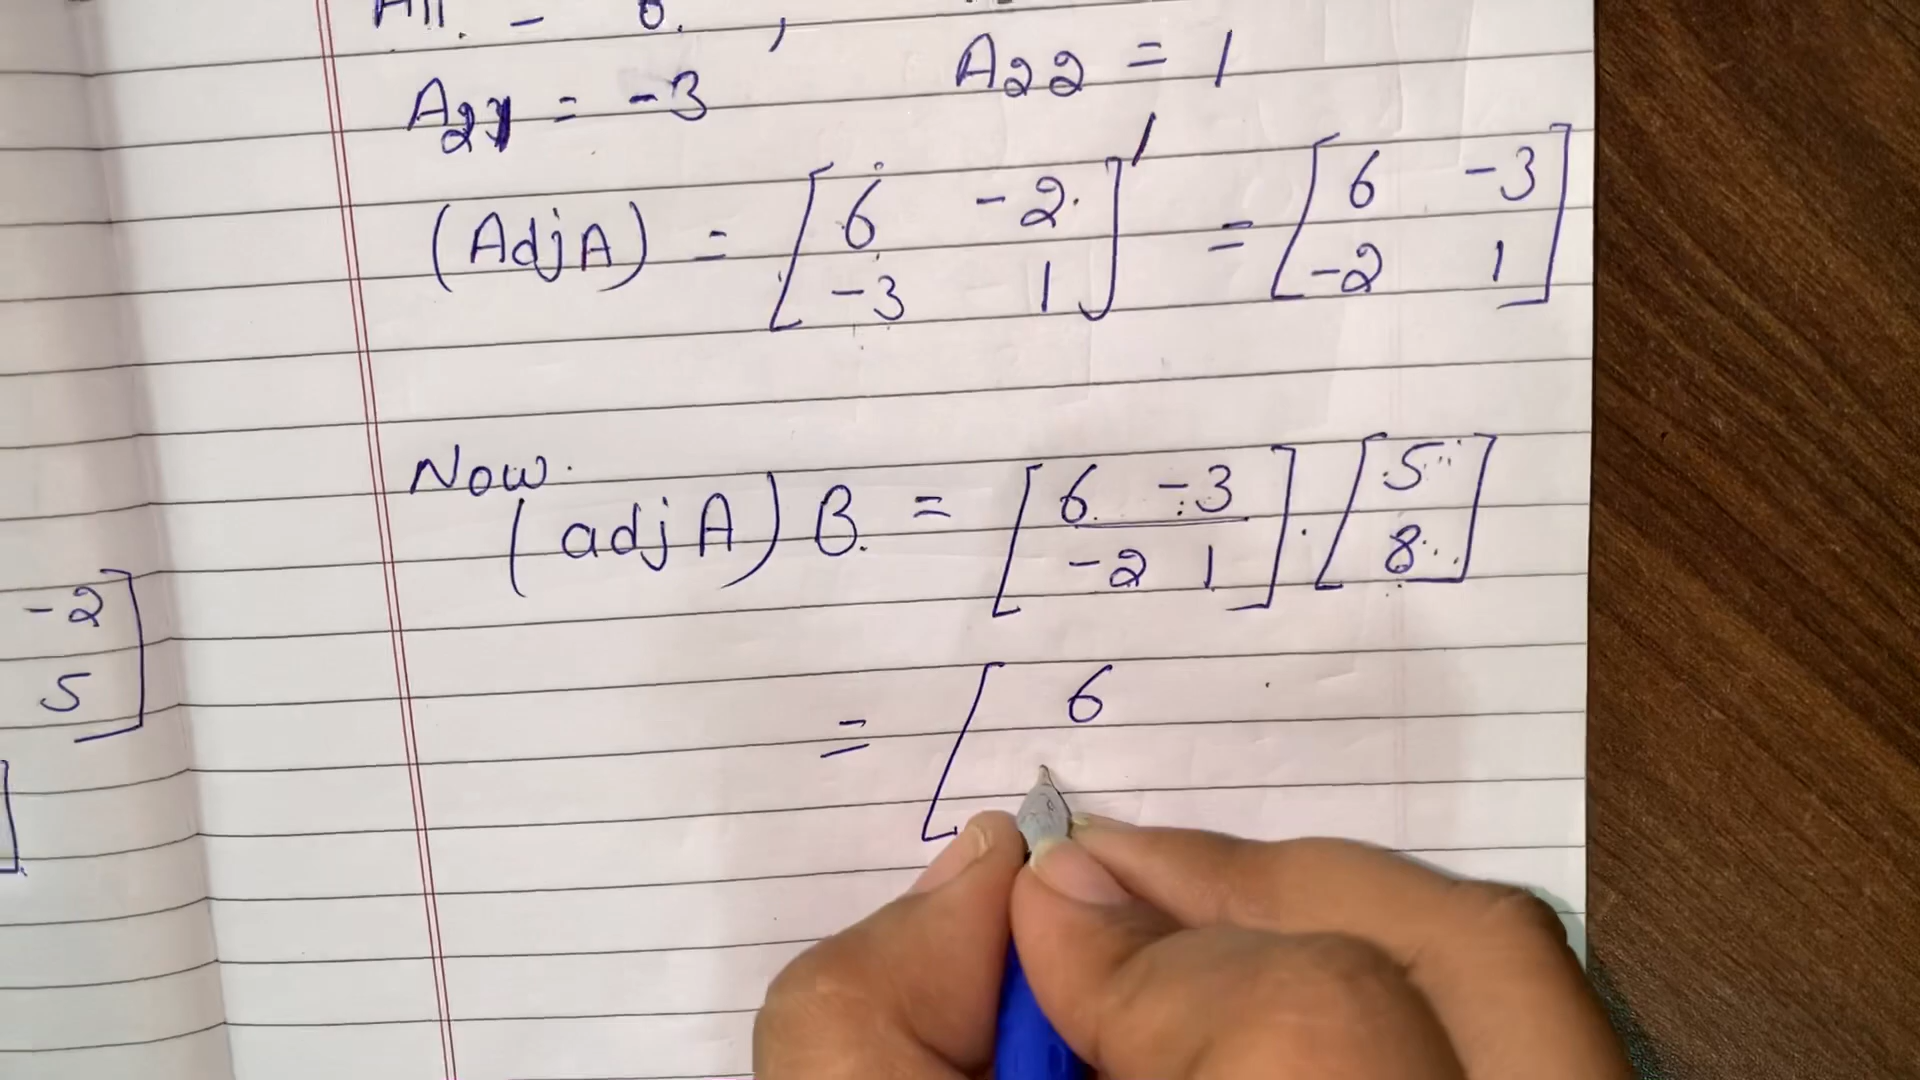 A₂₁ = -3 A₂₂ = 1
(Adj A) = [6 -2; -3 1]' = [6 -3; -2 1]
Now.
(adj A) B. = [6 -3; -2 1] . [5; 8]
= [ 6
-2
5